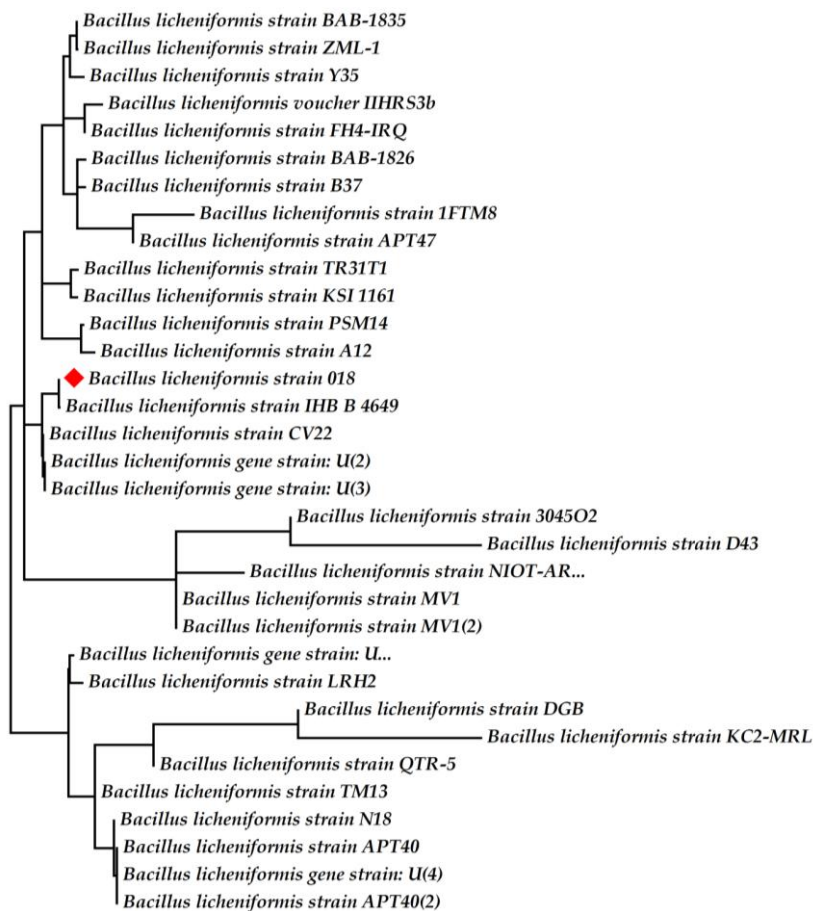 Bacillus licheniformis strain BAB-1835
Bacillus licheniformis strain ZML-1
Bacillus licheniformis strain Y35
Bacillus licheniformis voucher IIHRS3b
Bacillus licheniformis strain FH4-IRQ
Bacillus licheniformis strain BAB-1826
Bacillus licheniformis strain B37
Bacillus licheniformis strain 1FTM8
Bacillus licheniformis strain APT47
Bacillus licheniformis strain TR31T1
Bacillus licheniformis strain KSI 1161
Bacillus licheniformis strain PSM14
Bacillus licheniformis strain A12
Bacillus licheniformis strain 018
Bacillus licheniformis strain IHB B 4649
Bacillus licheniformis strain CV22
Bacillus licheniformis gene strain: U(2)
Bacillus licheniformis gene strain: U(3)
Bacillus licheniformis strain 3045O2
Bacillus licheniformis strain D43
Bacillus licheniformis strain NIOT-AR...
Bacillus licheniformis strain MV1
Bacillus licheniformis strain MV1(2)
Bacillus licheniformis gene strain: U...
Bacillus licheniformis strain LRH2
Bacillus licheniformis strain DGB
Bacillus licheniformis strain KC2-MRL
Bacillus licheniformis strain QTR-5
Bacillus licheniformis strain TM13
Bacillus licheniformis strain N18
Bacillus licheniformis strain APT40
Bacillus licheniformis gene strain: U(4)
Bacillus licheniformis strain APT40(2)